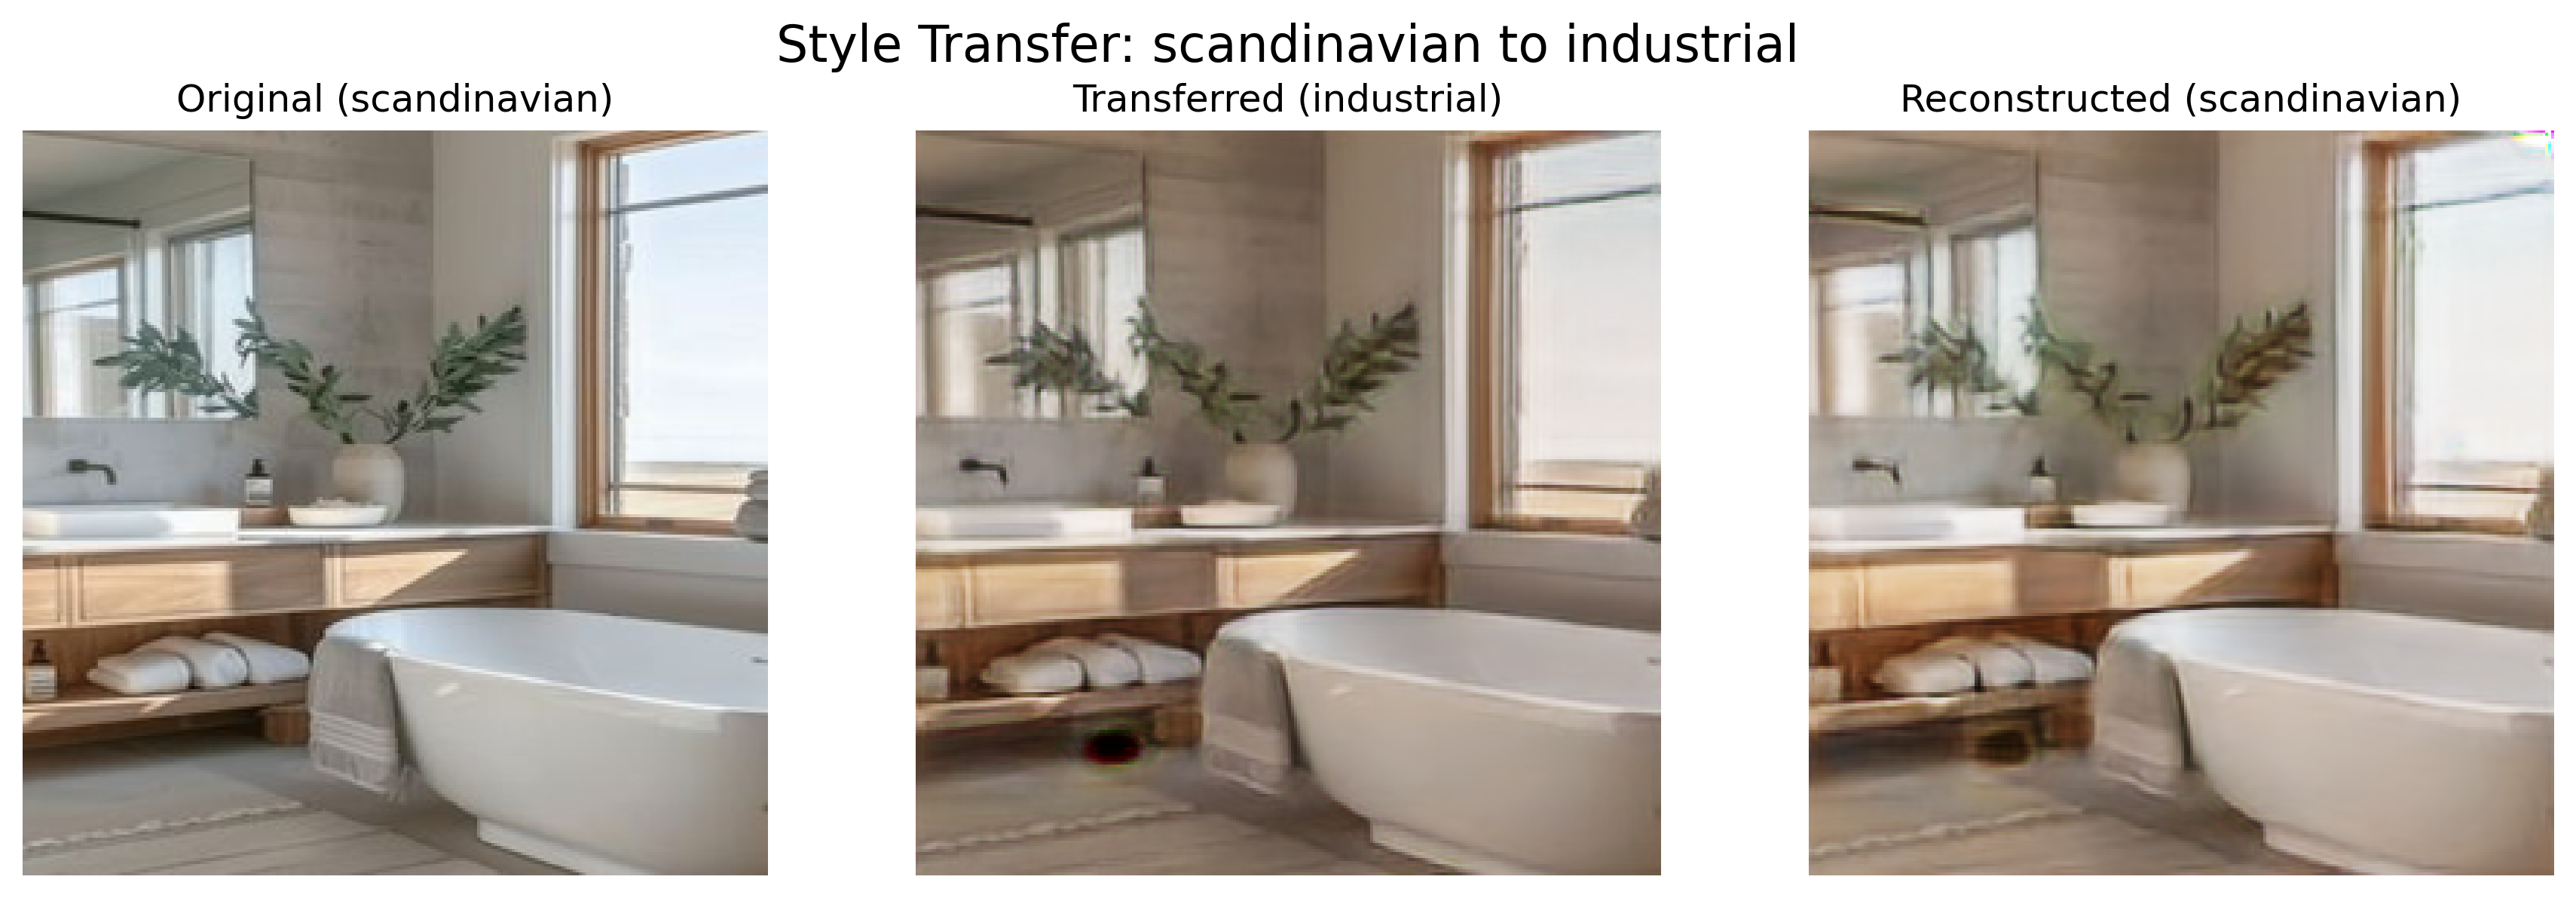 Style Transfer: scandinavian to industrial
Original (scandinavian)
Transferred (industrial)
Reconstructed (scandinavian)